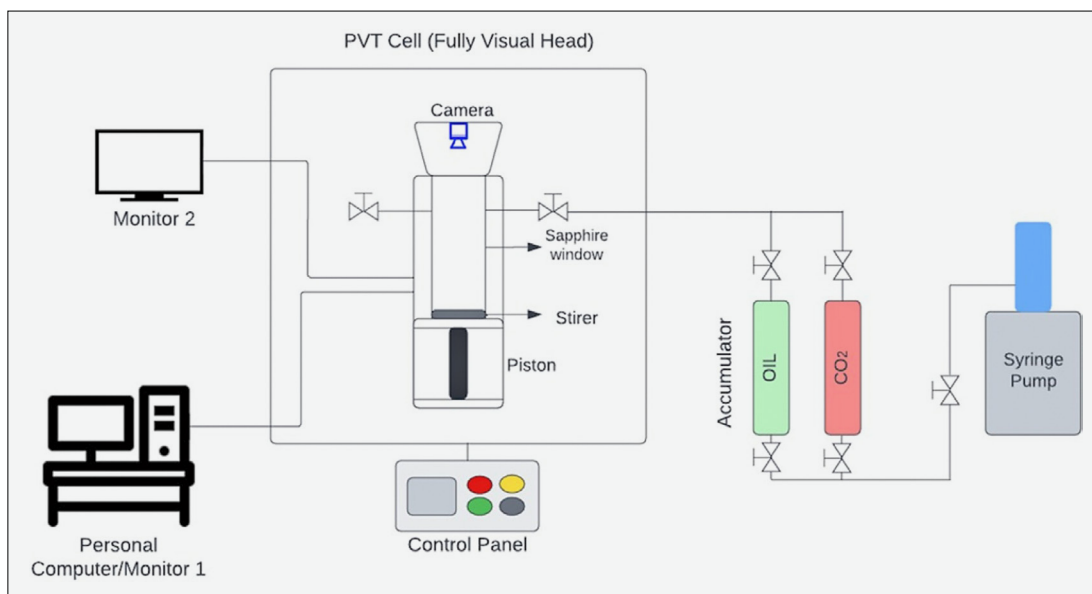 PVT Cell (Fully Visual Head)
Camera
Monitor 2
Sapphire
window
Stirer
Piston
Accumulator
OIL
CO2
Syringe
Pump
Control Panel
Personal
Computer/Monitor 1